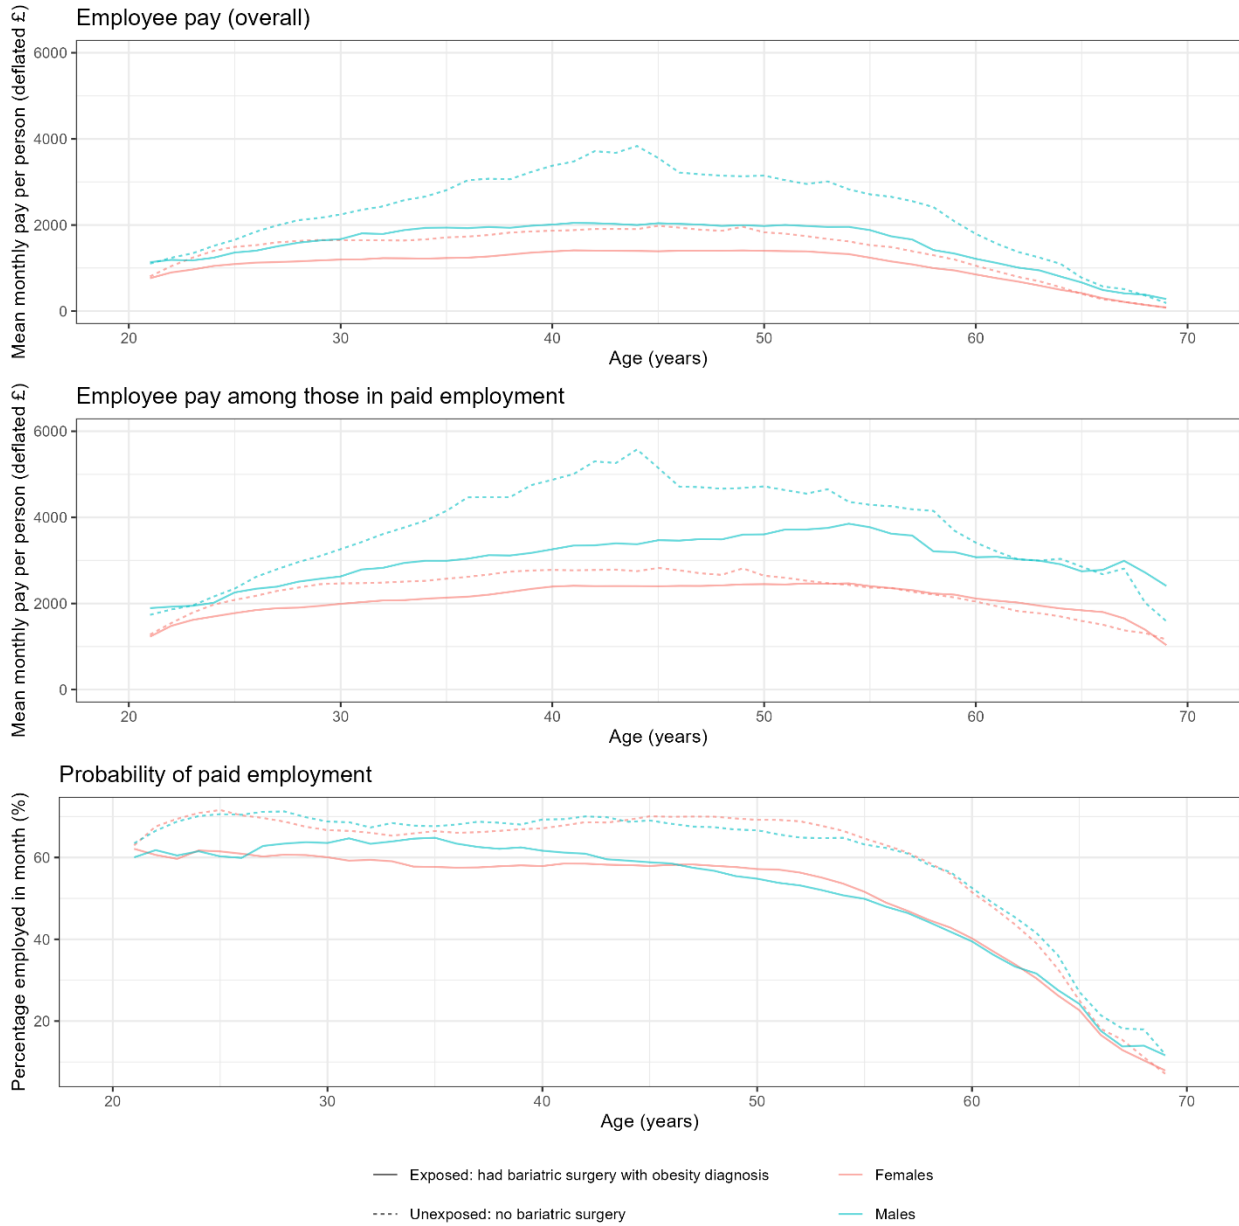 Employee pay (overall)
Mean monthly pay per person (deflated £)
6000
4000
2000
0
20 30 40 50 60 70
Age (years)
Employee pay among those in paid employment
Mean monthly pay per person (deflated £)
6000
4000
2000
0
20 30 40 50 60 70
Age (years)
Probability of paid employment
Percentage employed in month (%)
60
40
20
20 30 40 50 60 70
Age (years)
Exposed: had bariatric surgery with obesity diagnosis Females
Unexposed: no bariatric surgery Males